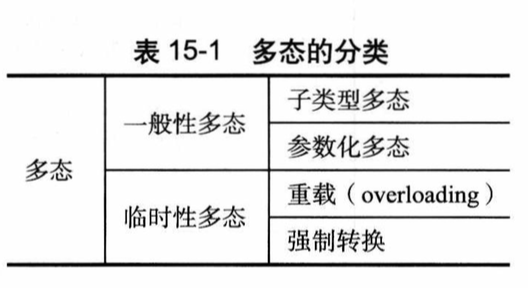 表 15-1 多态的分类
多态
一般性多态
子类型多态
参数化多态
临时性多态
重载（overloading）
强制转换